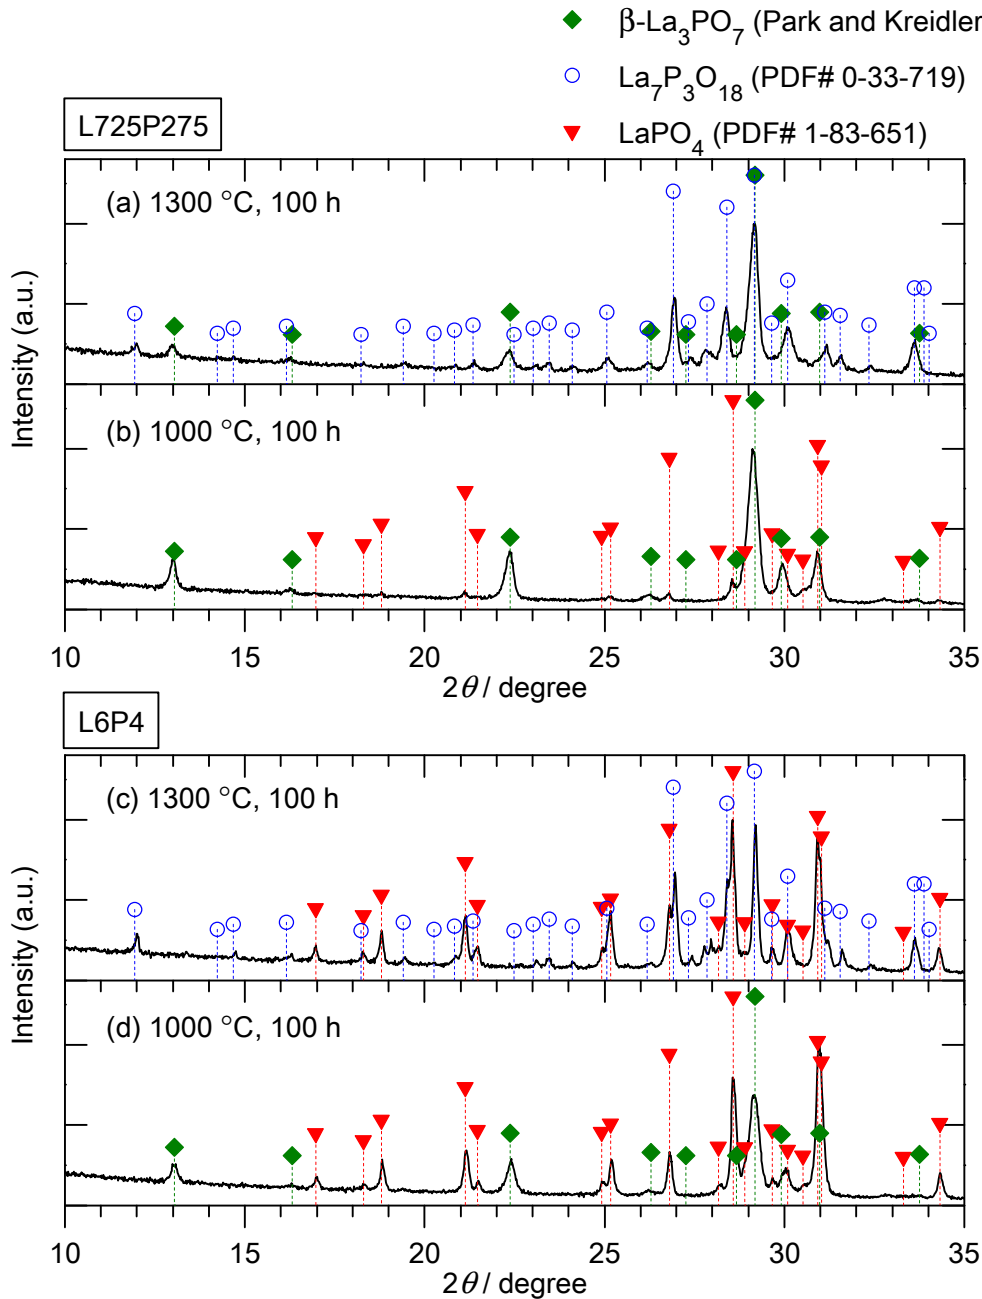 β-La3PO7 (Park and Kreidler
La7P3O18 (PDF# 0-33-719)
LaPO4 (PDF# 1-83-651)
L725P275
(a) 1300 °C, 100 h
(b) 1000 °C, 100 h
Intensity (a.u.)
10 15 20 25 30 35
2θ / degree
L6P4
(c) 1300 °C, 100 h
(d) 1000 °C, 100 h
Intensity (a.u.)
10 15 20 25 30 35
2θ / degree